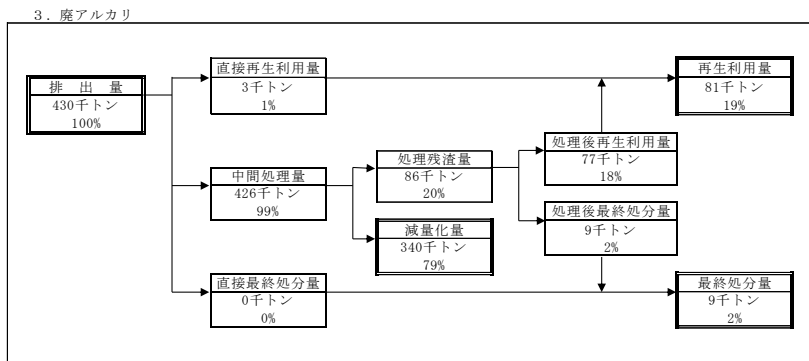 3．廃アルカリ
排　出　量
430千トン
100%
直接再生利用量
3千トン
1%
中間処理量
426千トン
99%
直接最終処分量
0千トン
0%
処理残渣量
86千トン
20%
減量化量
340千トン
79%
処理後再生利用量
77千トン
18%
処理後最終処分量
9千トン
2%
再生利用量
81千トン
19%
最終処分量
9千トン
2%